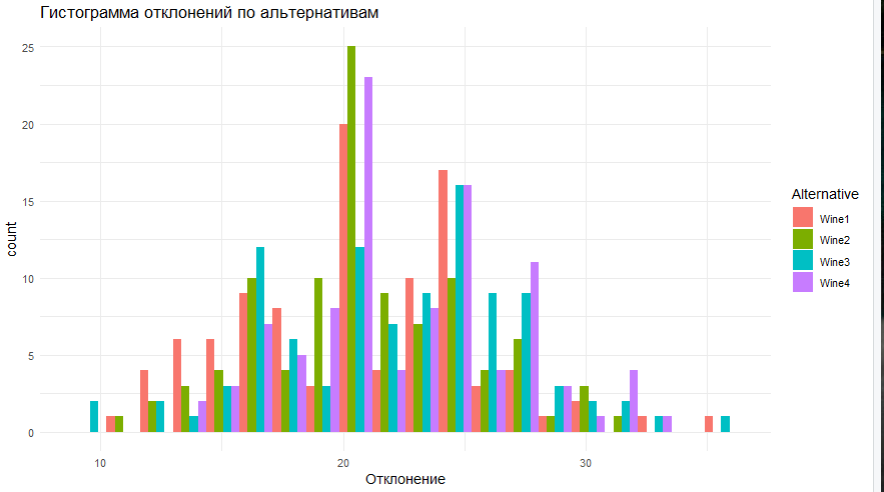 Гистограмма отклонений по альтернативам
25
20
15
10
5
0
count
10 20 30
Отклонение
Alternative
Wine1
Wine2
Wine3
Wine4